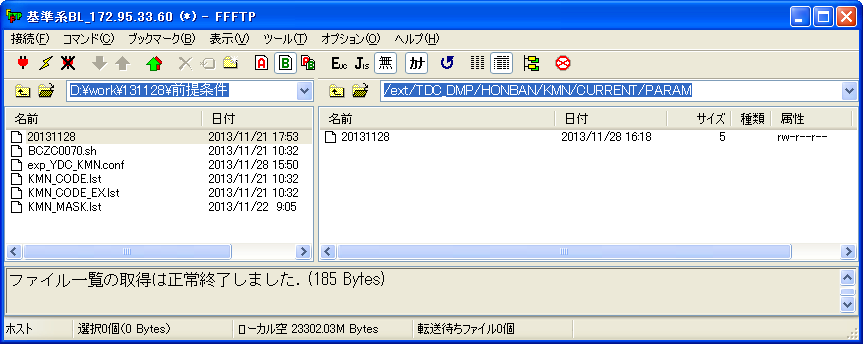 基準系BL_172.95.33.60 (*) - FFFTP
接続(F) コマンド(C) ブックマーク(B) 表示(V) ツール(T) オプション(O) ヘルプ(H)
A B EUC JIS 無 カナ
D:¥work¥131128¥前提条件 /ext/TDC_DMP/HONBAN/KMN/CURRENT/PARAM
名前 日付 名前 日付 サイズ 種類 属性
20131128 2013/11/21 17:53 20131128 2013/11/28 16:18 5 rw-r--r--
BCZC0070.sh 2013/11/21 10:32
exp_YDC_KMN.conf 2013/11/28 15:50
KMN_CODE.lst 2013/11/21 10:32
KMN_CODE_EX.lst 2013/11/21 10:32
KMN_MASK.lst 2013/11/22 9:05
ファイル一覧の取得は正常終了しました. (185 Bytes)
ホスト 選択0個(0 Bytes) ローカル空 23302.03M Bytes 転送待ちファイル0個